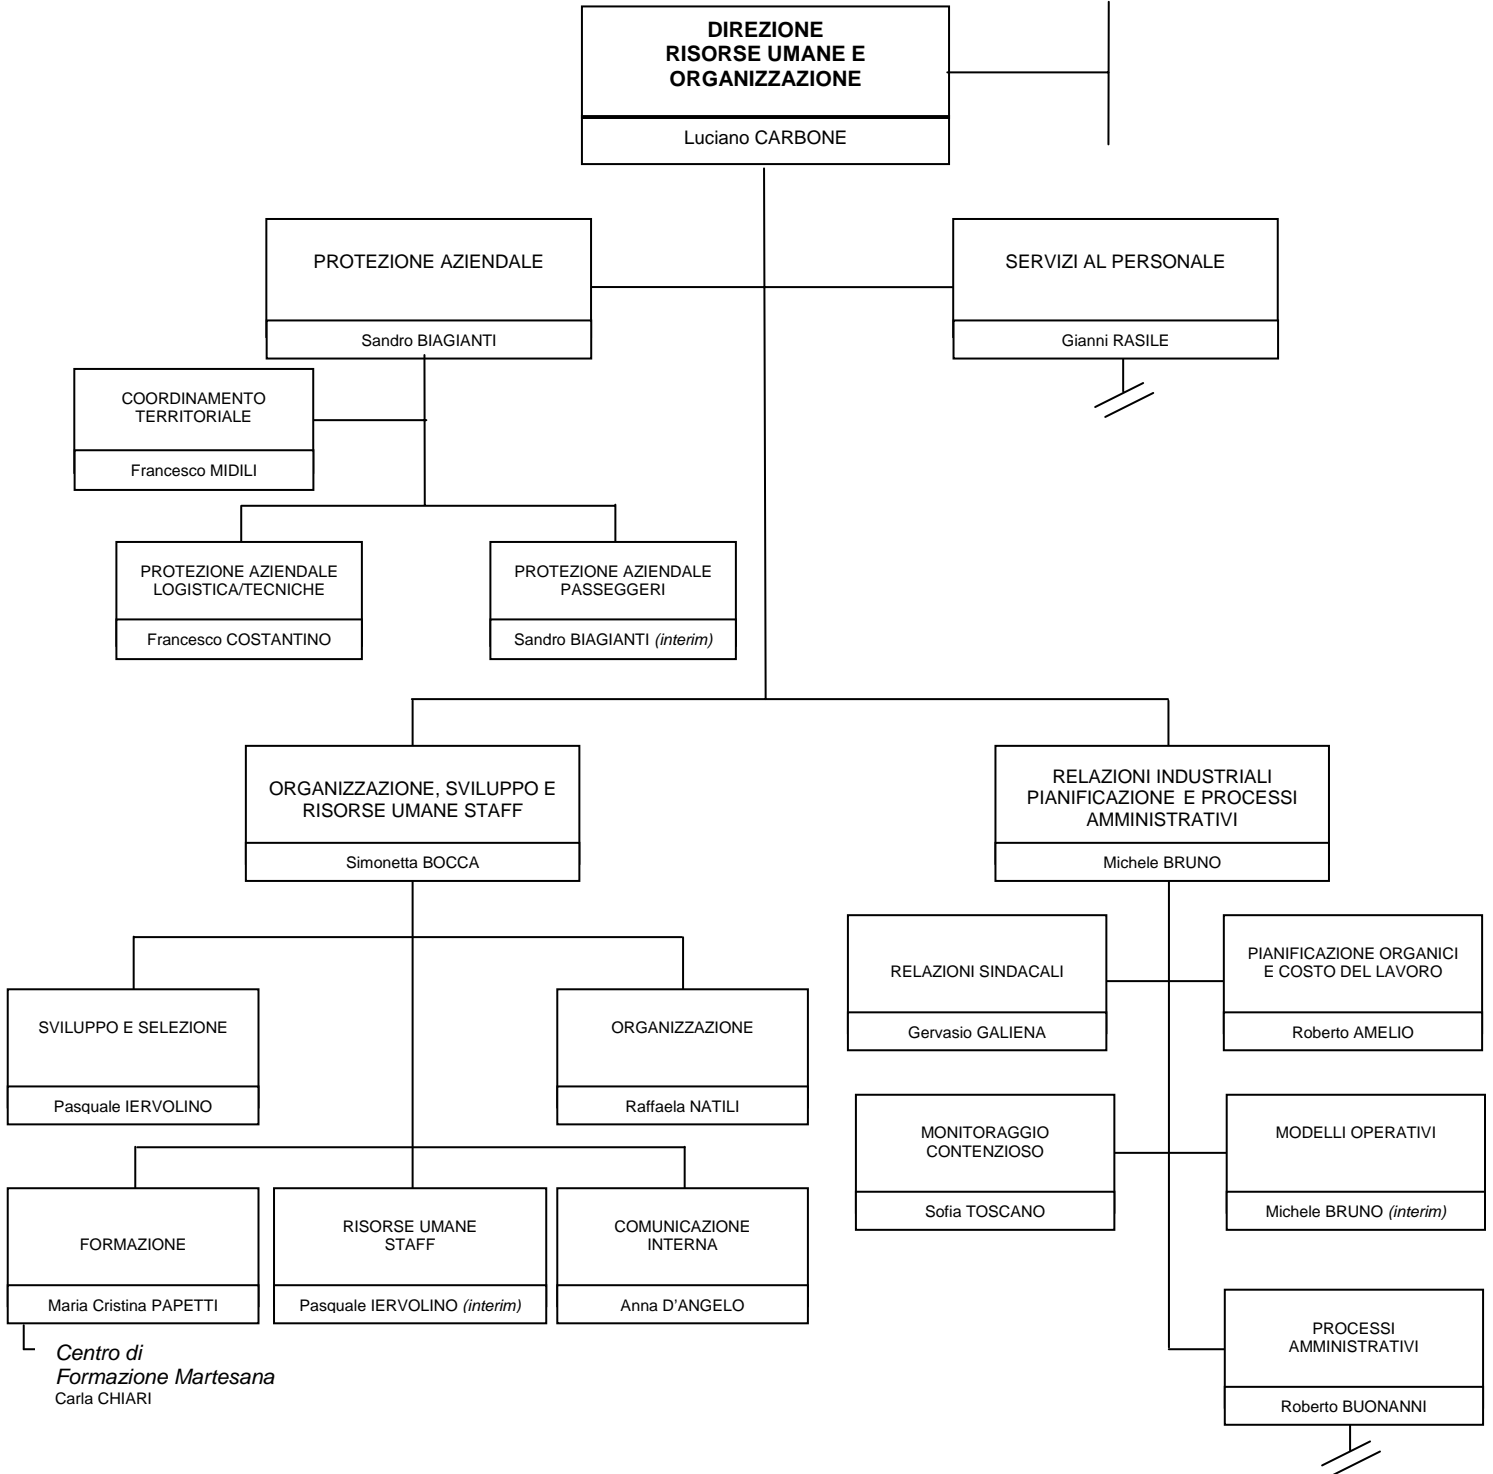 DIREZIONE
RISORSE UMANE E
ORGANIZZAZIONE
Luciano CARBONE
PROTEZIONE AZIENDALE
Sandro BIAGIANTI
SERVIZI AL PERSONALE
Gianni RASILE
COORDINAMENTO
TERRITORIALE
Francesco MIDILI
PROTEZIONE AZIENDALE
LOGISTICA/TECNICHE
Francesco COSTANTINO
PROTEZIONE AZIENDALE
PASSEGGERI
Sandro BIAGIANTI (interim)
ORGANIZZAZIONE, SVILUPPO E
RISORSE UMANE STAFF
Simonetta BOCCA
RELAZIONI INDUSTRIALI
PIANIFICAZIONE E PROCESSI
AMMINISTRATIVI
Michele BRUNO
SVILUPPO E SELEZIONE
Pasquale IERVOLINO
ORGANIZZAZIONE
Raffaela NATILI
RELAZIONI SINDACALI
Gervasio GALIENA
PIANIFICAZIONE ORGANICI
E COSTO DEL LAVORO
Roberto AMELIO
MONITORAGGIO
CONTENZIOSO
Sofia TOSCANO
MODELLI OPERATIVI
Michele BRUNO (interim)
FORMAZIONE
Maria Cristina PAPETTI
RISORSE UMANE
STAFF
Pasquale IERVOLINO (interim)
COMUNICAZIONE
INTERNA
Anna D'ANGELO
Centro di
Formazione Martesana
Carla CHIARI
PROCESSI
AMMINISTRATIVI
Roberto BUONANNI